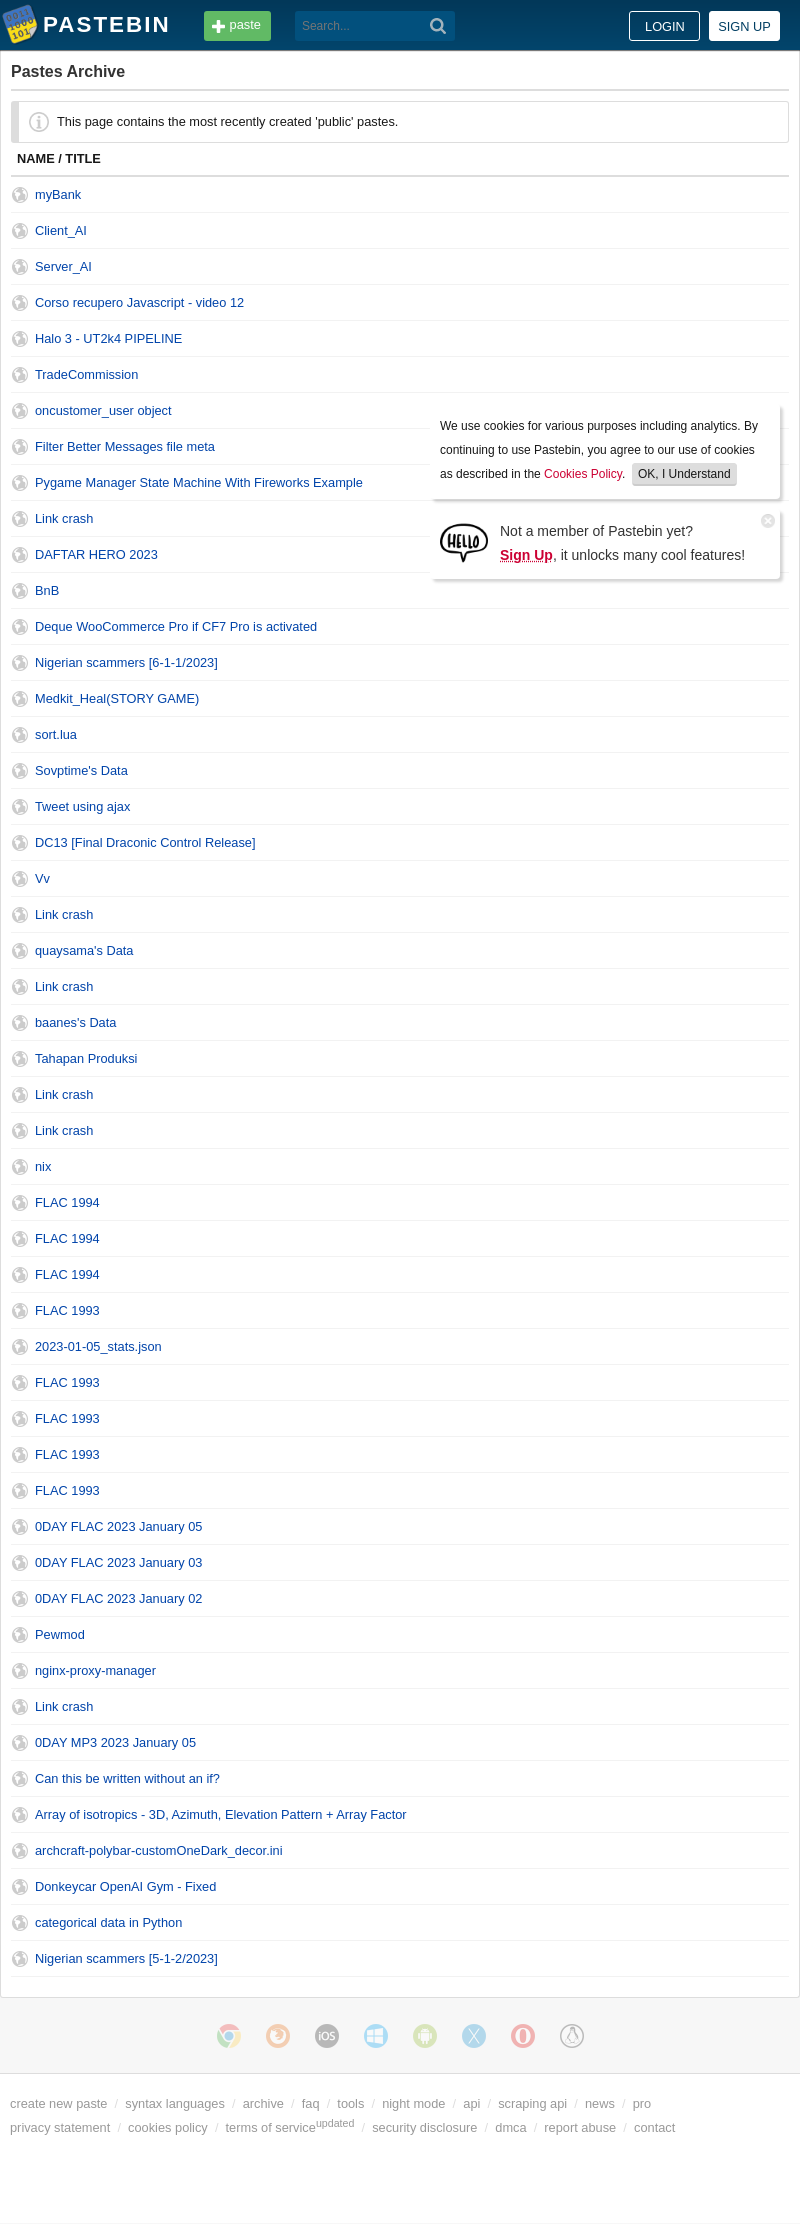 PASTEBIN
paste
Search...
LOGIN
SIGN UP
Pastes Archive
This page contains the most recently created 'public' pastes.
NAME / TITLE
myBank
Client_AI
Server_AI
Corso recupero Javascript - video 12
Halo 3 - UT2k4 PIPELINE
TradeCommission
oncustomer_user object
Filter Better Messages file meta
Pygame Manager State Machine With Fireworks Example
Link crash
DAFTAR HERO 2023
BnB
We use cookies for various purposes including analytics. By
continuing to use Pastebin, you agree to our use of cookies
as described in the Cookies Policy. OK, I Understand
HELLO
Not a member of Pastebin yet?
Sign Up, it unlocks many cool features!
Deque WooCommerce Pro if CF7 Pro is activated
Nigerian scammers [6-1-1/2023]
Medkit_Heal(STORY GAME)
sort.lua
Sovptime's Data
Tweet using ajax
DC13 [Final Draconic Control Release]
Vv
Link crash
quaysama's Data
Link crash
baanes's Data
Tahapan Produksi
Link crash
Link crash
nix
FLAC 1994
FLAC 1994
FLAC 1994
FLAC 1993
2023-01-05_stats.json
FLAC 1993
FLAC 1993
FLAC 1993
FLAC 1993
0DAY FLAC 2023 January 05
0DAY FLAC 2023 January 03
0DAY FLAC 2023 January 02
Pewmod
nginx-proxy-manager
Link crash
0DAY MP3 2023 January 05
Can this be written without an if?
Array of isotropics - 3D, Azimuth, Elevation Pattern + Array Factor
archcraft-polybar-customOneDark_decor.ini
Donkeycar OpenAI Gym - Fixed
categorical data in Python
Nigerian scammers [5-1-2/2023]
iOS
create new paste / syntax languages / archive / faq / tools / night mode / api / scraping api / news / pro
privacy statement / cookies policy / terms of service updated / security disclosure / dmca / report abuse / contact